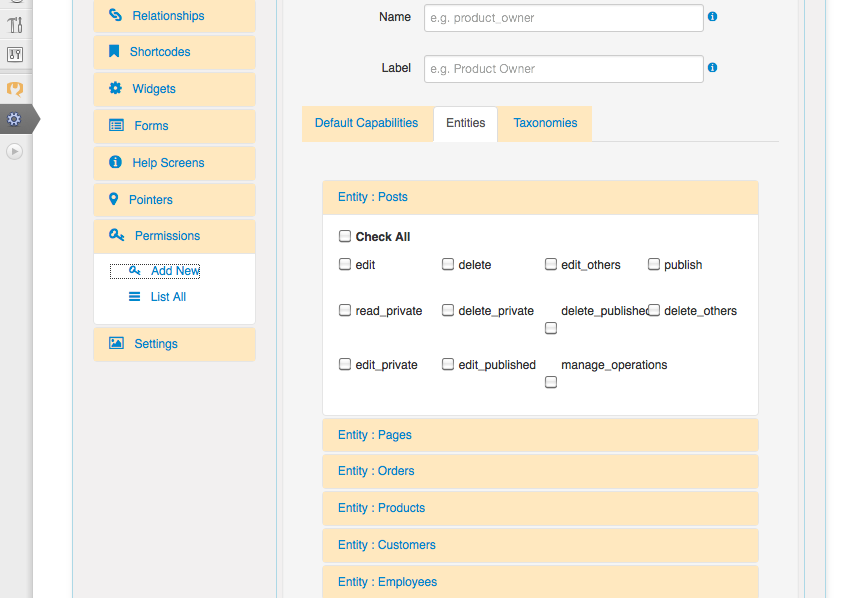 Relationships
Shortcodes
Widgets
Forms
Help Screens
Pointers
Permissions
Add New
List All
Settings
Name e.g. product_owner
Label e.g. Product Owner
Default Capabilities Entities Taxonomies
Entity : Posts
Check All
edit delete edit_others publish
read_private delete_private delete_published delete_others
edit_private edit_published manage_operations
Entity : Pages
Entity : Orders
Entity : Products
Entity : Customers
Entity : Employees